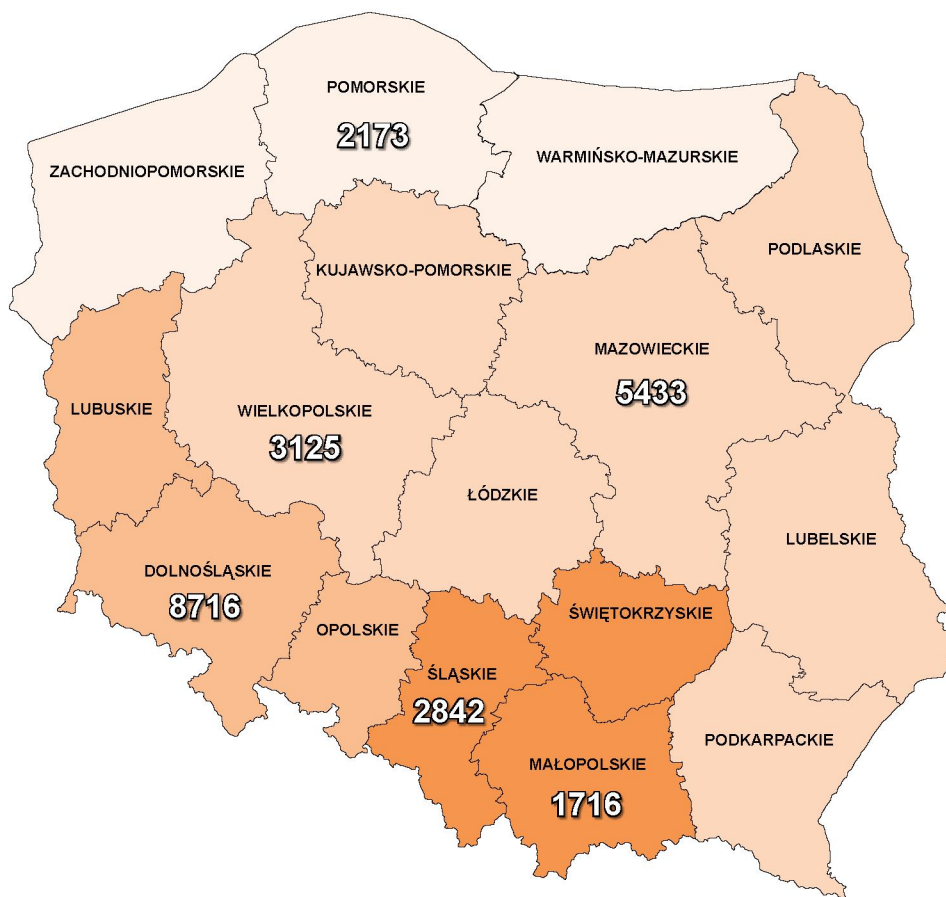 POMORSKIE
2173
ZACHODNIOPOMORSKIE
WARMIŃSKO-MAZURSKIE
PODLASKIE
KUJAWSKO-POMORSKIE
MAZOWIECKIE
5433
LUBUSKIE
WIELKOPOLSKIE
3125
ŁÓDZKIE
LUBELSKIE
DOLNOŚLĄSKIE
8716
OPOLSKIE
ŚWIĘTOKRZYSKIE
ŚLĄSKIE
2842
PODKARPACKIE
MAŁOPOLSKIE
1716